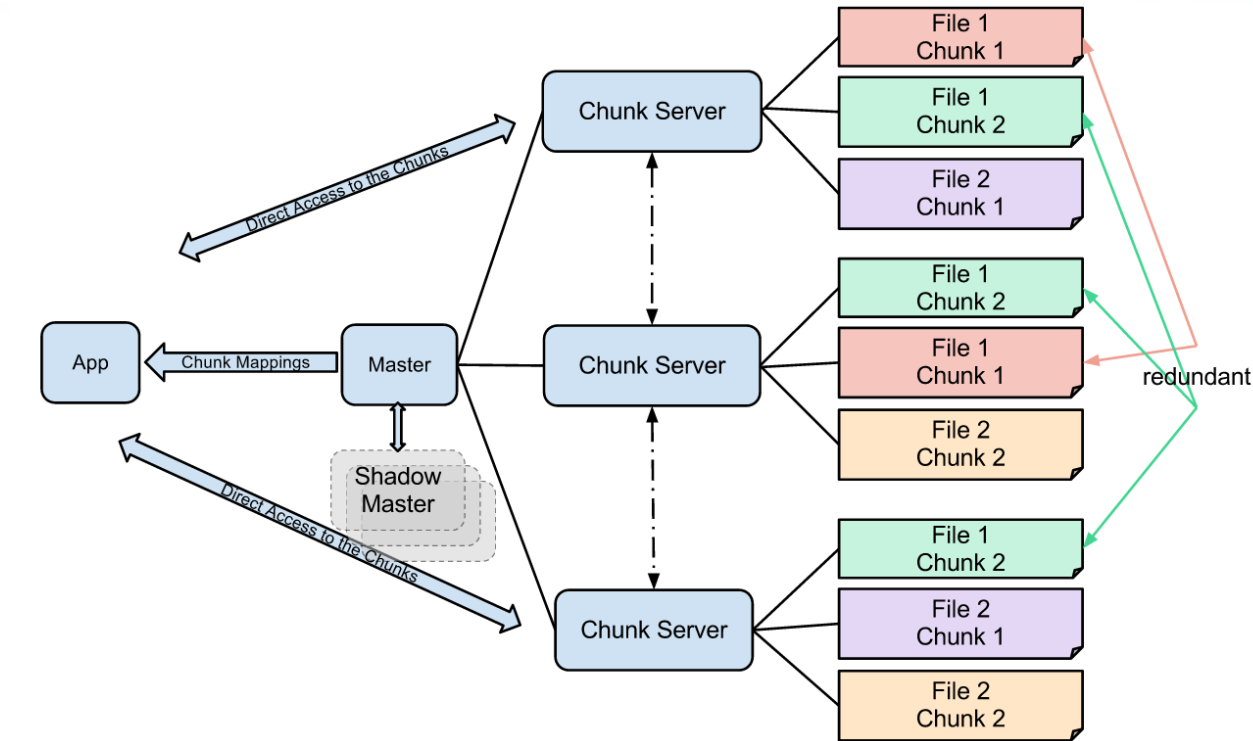 File 1
Chunk 1
Chunk Server
File 1
Chunk 2
Direct Access to the Chunks
File 2
Chunk 1
File 1
Chunk 2
App
Chunk Mappings
Master
Chunk Server
File 1
Chunk 1
redundant
File 2
Chunk 2
Shadow
Master
Direct Access to the Chunks
File 1
Chunk 2
Chunk Server
File 2
Chunk 1
File 2
Chunk 2